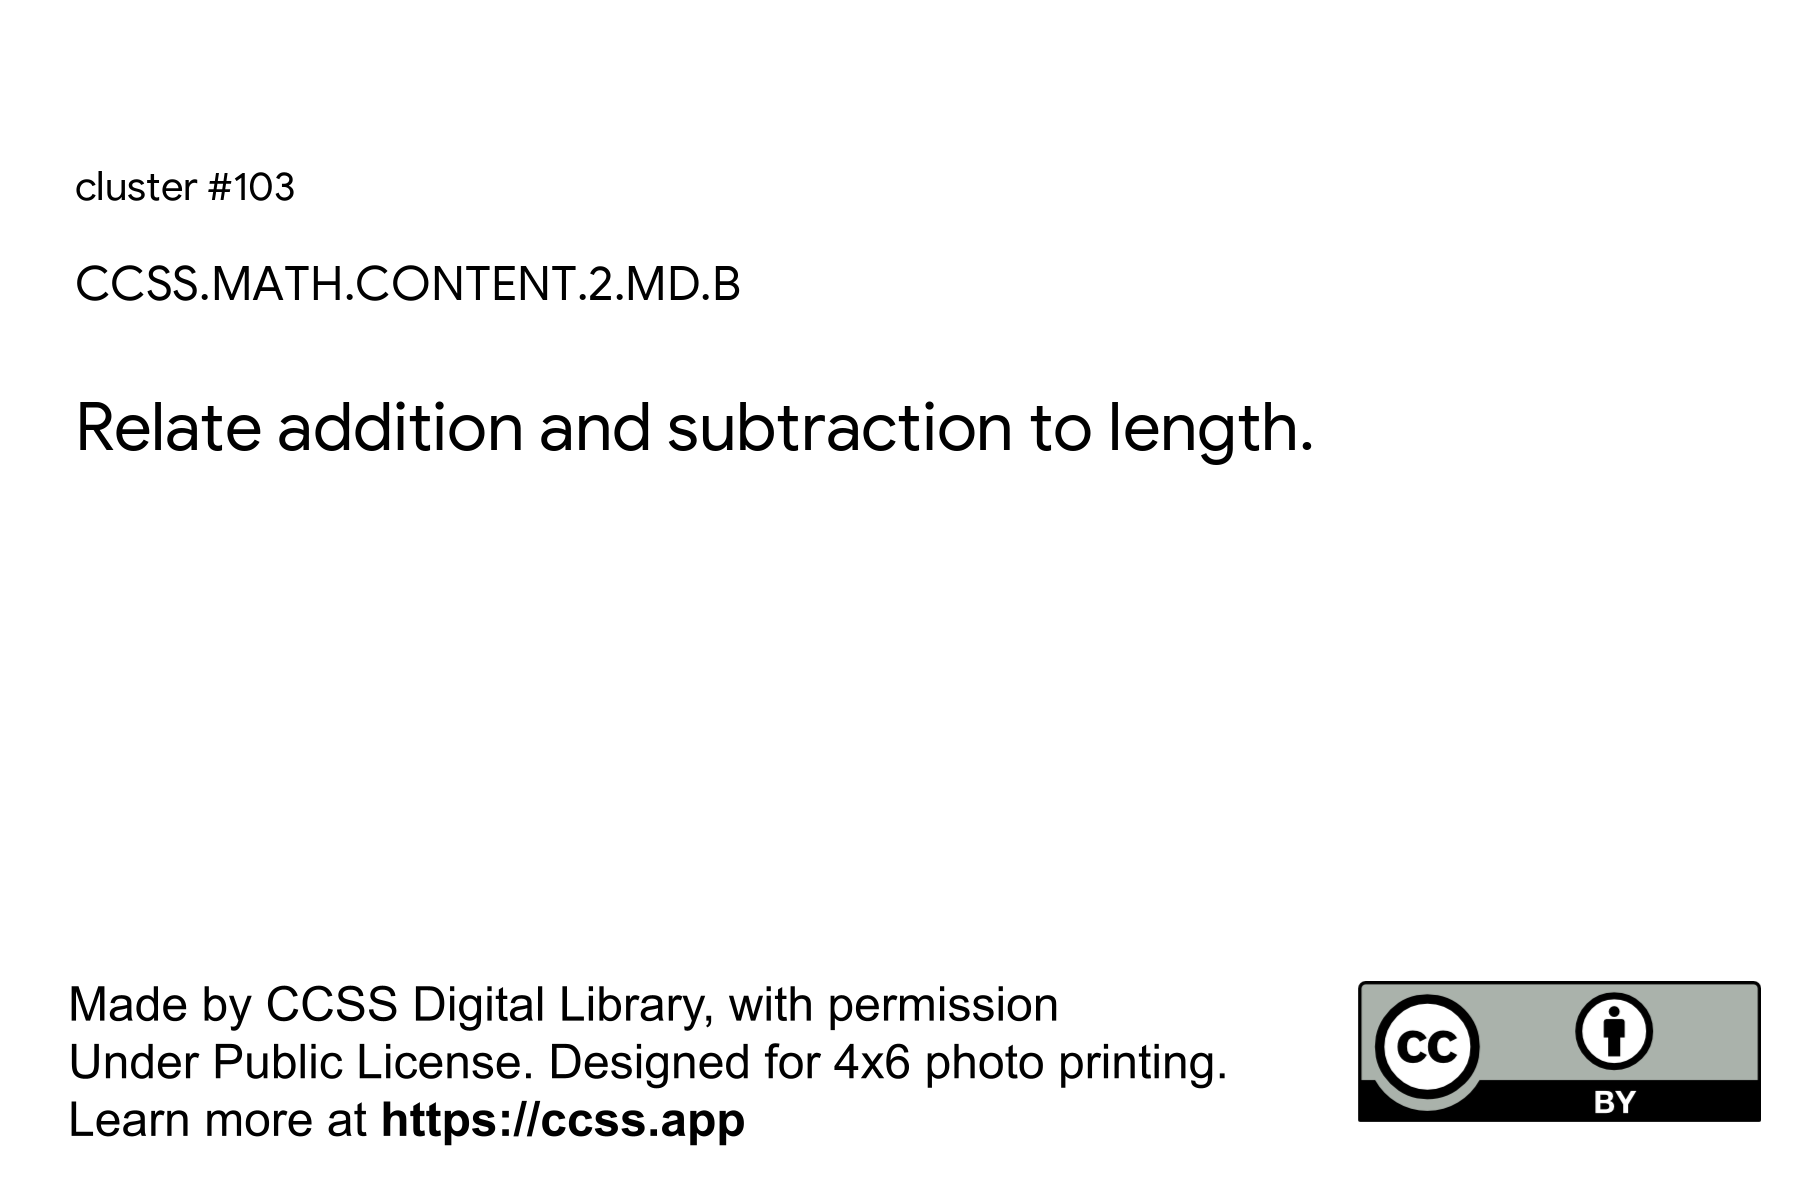 cluster #103
CCSS.MATH.CONTENT.2.MD.B
Relate addition and subtraction to length.
Made by CCSS Digital Library, with permission
Under Public License. Designed for 4x6 photo printing.
Learn more at https://ccss.app
CC
BY